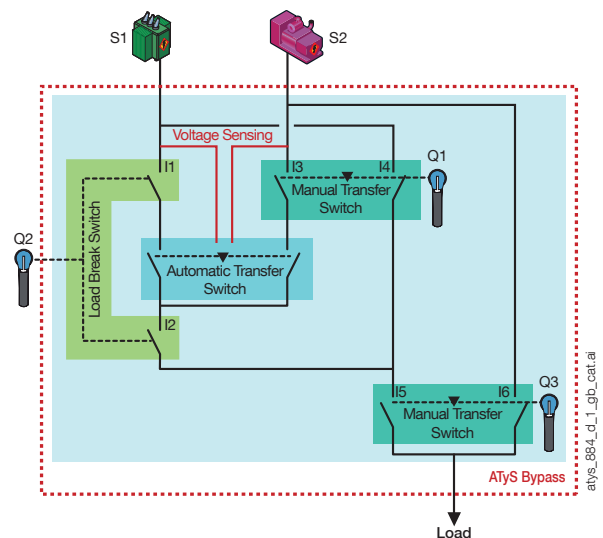 S1
S2
Voltage Sensing
I1
I3
I4
Q1
Manual Transfer
Switch
Q2
Load Break Switch
Automatic Transfer
Switch
I2
I5
I6
Q3
Manual Transfer
Switch
ATyS Bypass
Load
atys_884_d_1_gb_cat.ai